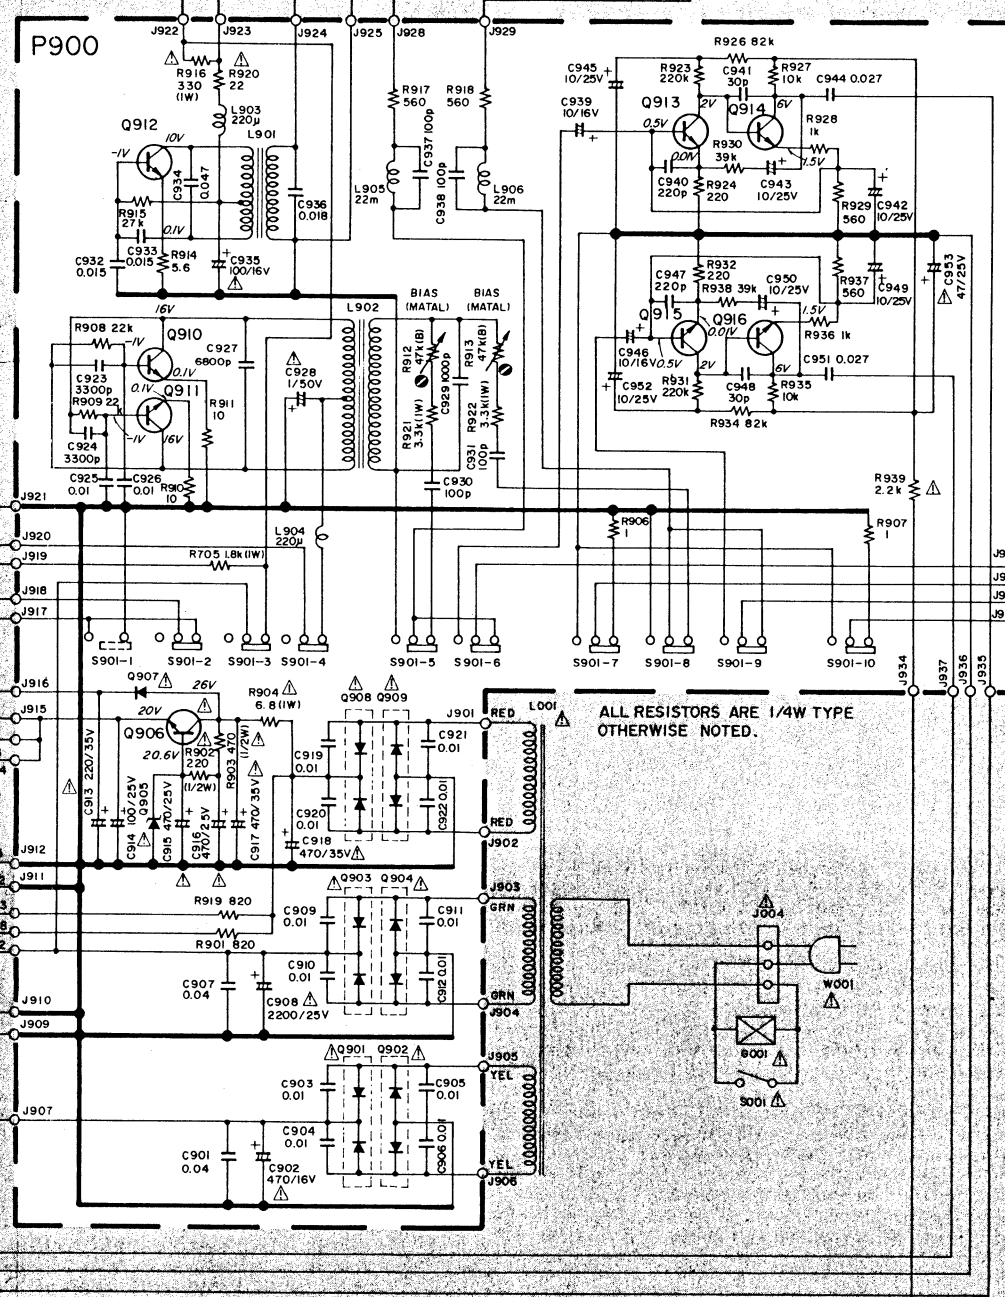 J922
J923
J924
J925
J928
J929
P900
R916
330
(1W)
R920
22
L903
220μ
L901
Q912
10V
-1V
C934
0.047
R915
27k
0.1V
C933
0.015
C932
0.015
R914
5.6
C935
100/16V
C936
0.018
R917
560
R918
560
C937 100p
C938 100p
L905
22m
L906
22m
R926 82k
R923
220k
C941
30p
R927
10k
C944 0.027
C945
10/25V
C939
10/16V
Q913
2V
Q914
6V
0.5V
R928
1k
R930
39k
0.01V
1.5V
C940
220p
R924
220
C943
10/25V
R929
560
C942
10/25V
R932
220
C947
220p
R938 39k
C950
10/25V
R937
560
C949
10/25V
C953
47/25V
Q915
Q916
0.01V
1.5V
R936 1k
C946
10/16V
0.5V
2V
6V
C951 0.027
C952
10/25V
R931
220k
C948
30p
R935
10k
R934 82k
16V
L902
BIAS
(MATAL)
BIAS
(MATAL)
R908 22k
-1V
Q910
C927
6800p
C923
3300p
0.1V
0.1V
Q911
R909 22k
-1V
16V
R911
10
C924
3300p
C925
0.01
C926
0.01
R910
10
C928
1/50V
R912
47k(B)
R913
47k(B)
C929 1000p
R921
3.3k(1W)
R922
3.3k(1W)
C931
100p
C930
100p
R939
2.2k
J921
J920
J919
J918
J917
L904
220μ
R705 1.8k(1W)
R906
1
R907
1
S901-1
S901-2
S901-3
S901-4
S901-5
S901-6
S901-7
S901-8
S901-9
S901-10
J934
J937
J936
J935
J916
J915
Q907
26V
20V
Q906
20.6V
R904
6.8(1W)
R902
220
(1/2W)
R903 470
(1/2W)
C913 220/35V
C914 100/25V
Q905
C915 470/25V
C916
470/25V
C917 470/35V
C918
470/35V
Q908
Q909
C919
0.01
C920
0.01
C921
0.01
C922 0.01
J901
RED
RED
J902
L001
ALL RESISTORS ARE 1/4W TYPE
OTHERWISE NOTED.
J912
J911
R919 820
R901 820
Q903
Q904
C909
0.01
C910
0.01
C911
0.01
C912 0.01
J903
GRN
GRN
J904
C907
0.04
C908
2200/25V
J910
J909
J004
W001
G001
S001
Q901
Q902
C903
0.01
C904
0.01
C905
0.01
C906 0.01
J905
YEL
YEL
J906
J907
C901
0.04
C902
470/16V